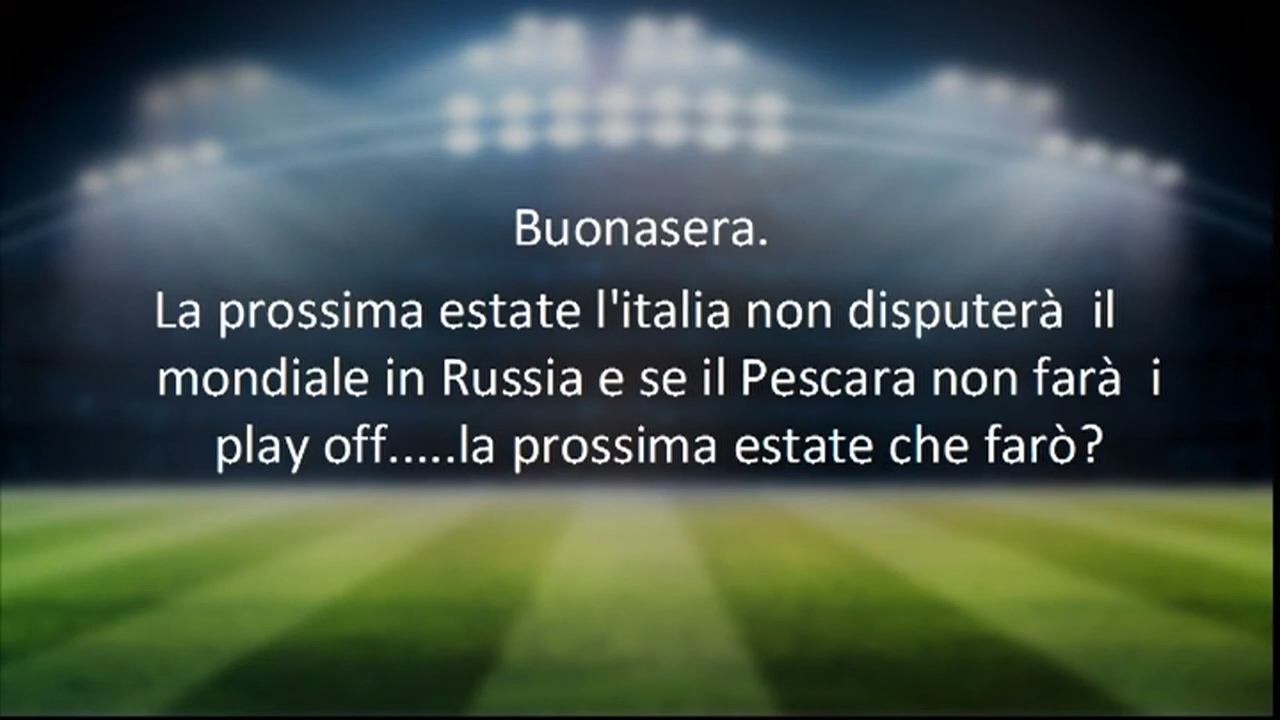 Buonasera.
La prossima estate l'italia non disputerà  il
mondiale in Russia e se il Pescara non farà  i
play off.....la prossima estate che farò?